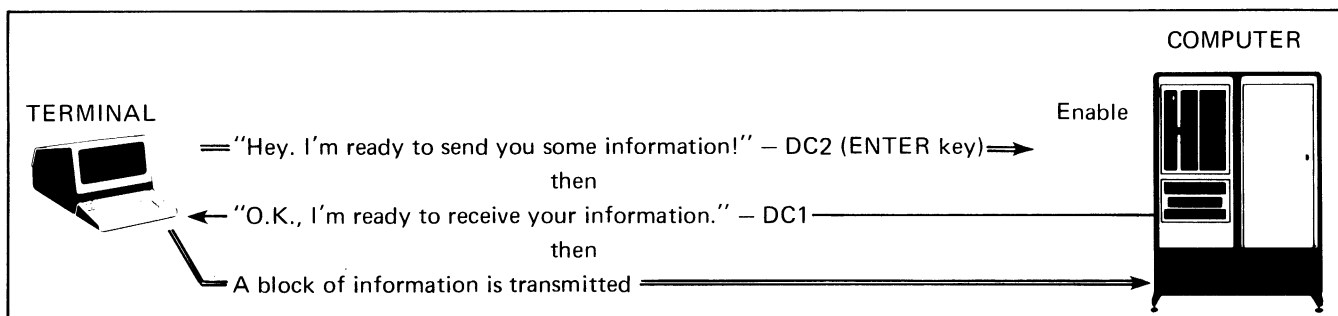 COMPUTER
TERMINAL
Enable
"Hey. I'm ready to send you some information!" – DC2 (ENTER key)
then
"O.K., I'm ready to receive your information." – DC1
then
A block of information is transmitted